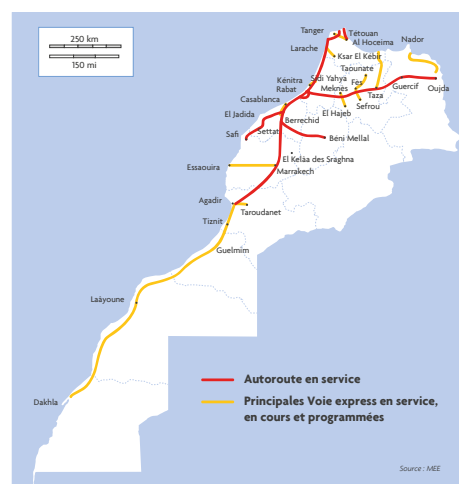 250 km
150 mi
Tanger
Tétouan
Al Hoceima
Nador
Larache
Ksar El Kebir
Taounate
Kénitra
Sidi Yahya
Fès
Guercif
Rabat
Meknès
Taza
Oujda
Casablanca
Sefrou
El Jadida
Berrechid
El Hajeb
Safi
Settat
Béni Mellal
Essaouira
El Kelâa des Sraghna
Marrakech
Agadir
Taroudanet
Tiznit
Guelmim
Laâyoune
Dakhla
Autoroute en service
Principales Voie express en service,
en cours et programmées
Source : MEE